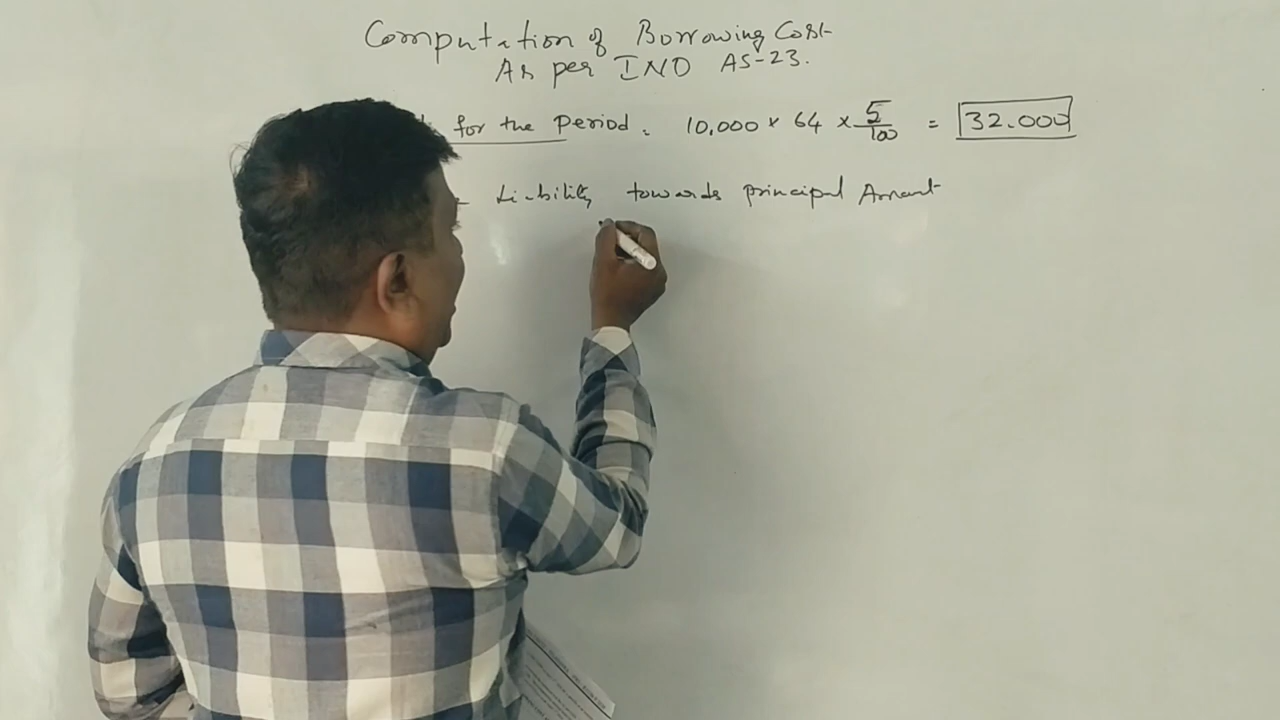 Computation of Borrowing Cost
As per IND AS-23.
for the Period. 10,000 × 64 × 5/100 = 32.000
Liability towards principal Amount